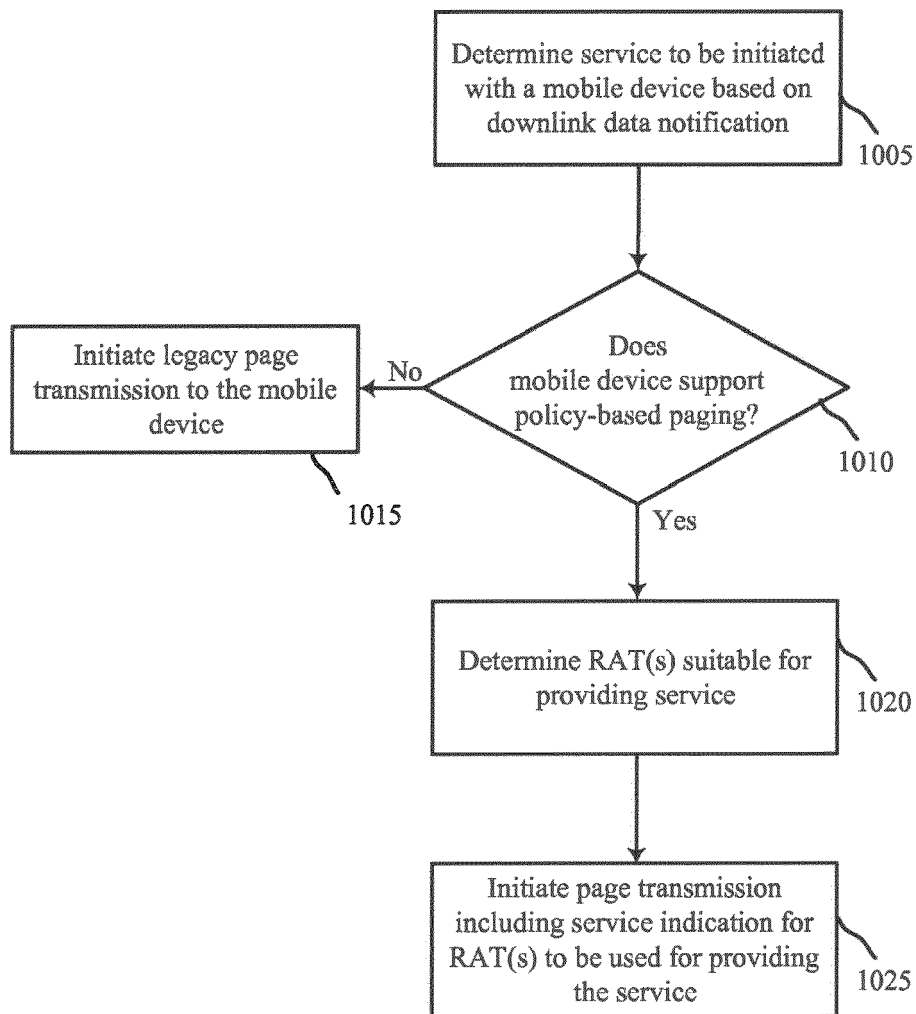 Determine service to be initiated
with a mobile device based on
downlink data notification
1005
Does
mobile device support
policy-based paging?
1010
No
Initiate legacy page
transmission to the mobile
device
1015
Yes
Determine RAT(s) suitable for
providing service
1020
Initiate page transmission
including service indication for
RAT(s) to be used for providing
the service
1025